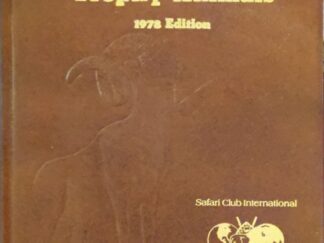 Trophy Animals
1978 Edition
Safari Club International